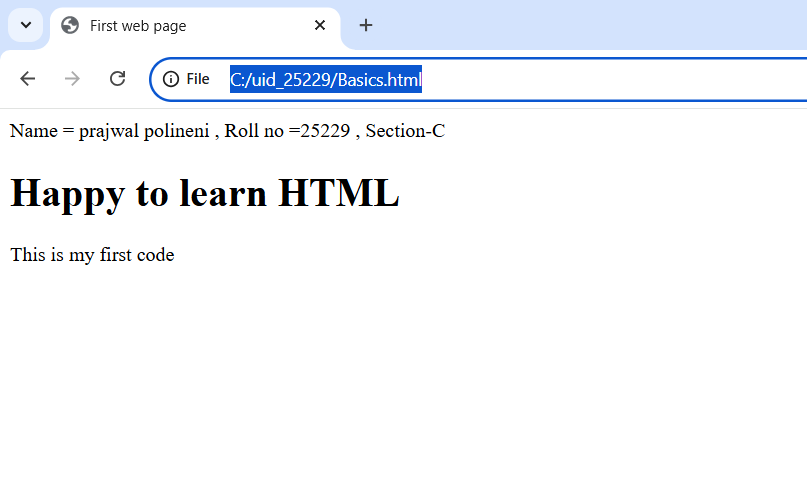 First web page
File C:/uid_25229/Basics.html
Name = prajwal polineni , Roll no =25229 , Section-C
Happy to learn HTML
This is my first code